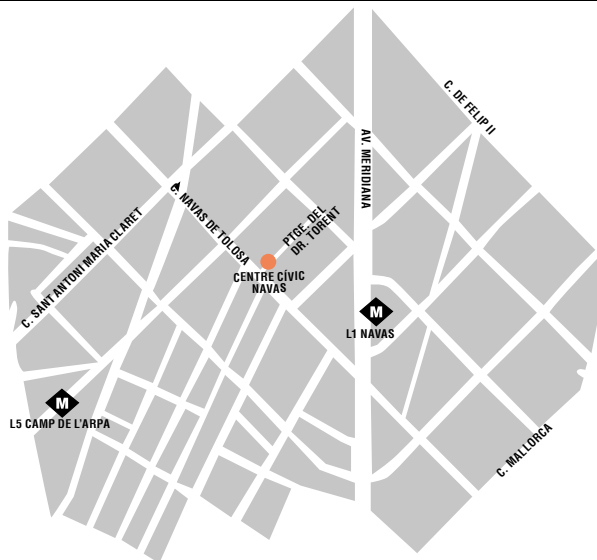 C. DE FELIP II
AV. MERIDIANA
C. NAVAS DE TOLOSA
PTGE. DEL
DR. TORENT
C. SANT ANTONI MARIA CLARET
CENTRE CÍVIC
NAVAS
M
L1 NAVAS
M
L5 CAMP DE L'ARPA
C. MALLORCA